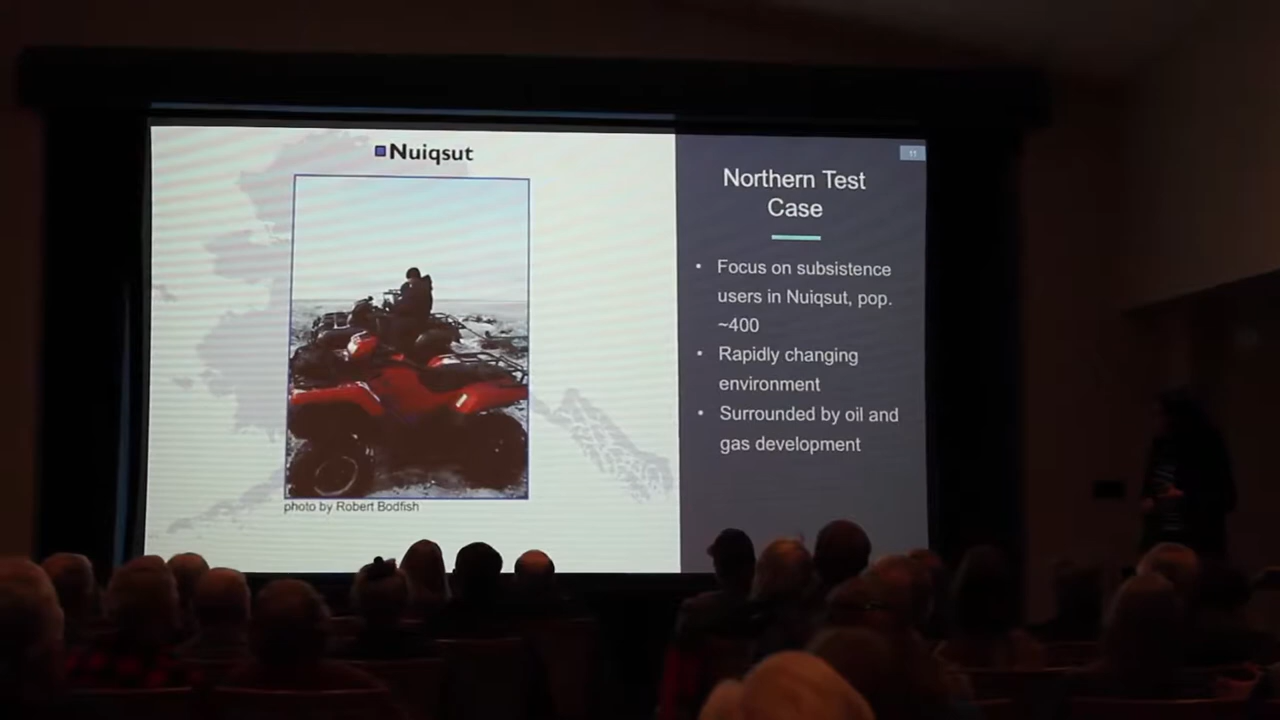 Nuiqsut
photo by Robert Bodfish
11
Northern Test
Case
• Focus on subsistence
users in Nuiqsut, pop.
~400
• Rapidly changing
environment
• Surrounded by oil and
gas development